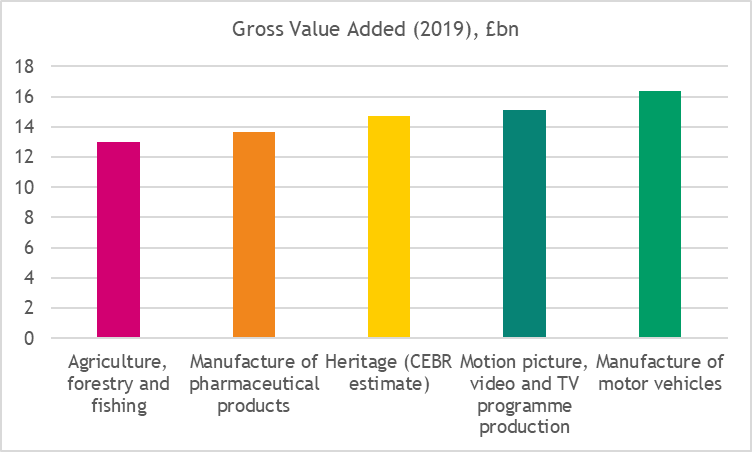 Gross Value Added (2019), £bn
18
16
14
12
10
8
6
4
2
0
Agriculture,
forestry and
fishing
Manufacture of
pharmaceutical
products
Heritage (CEBR
estimate)
Motion picture,
video and TV
programme
production
Manufacture of
motor vehicles